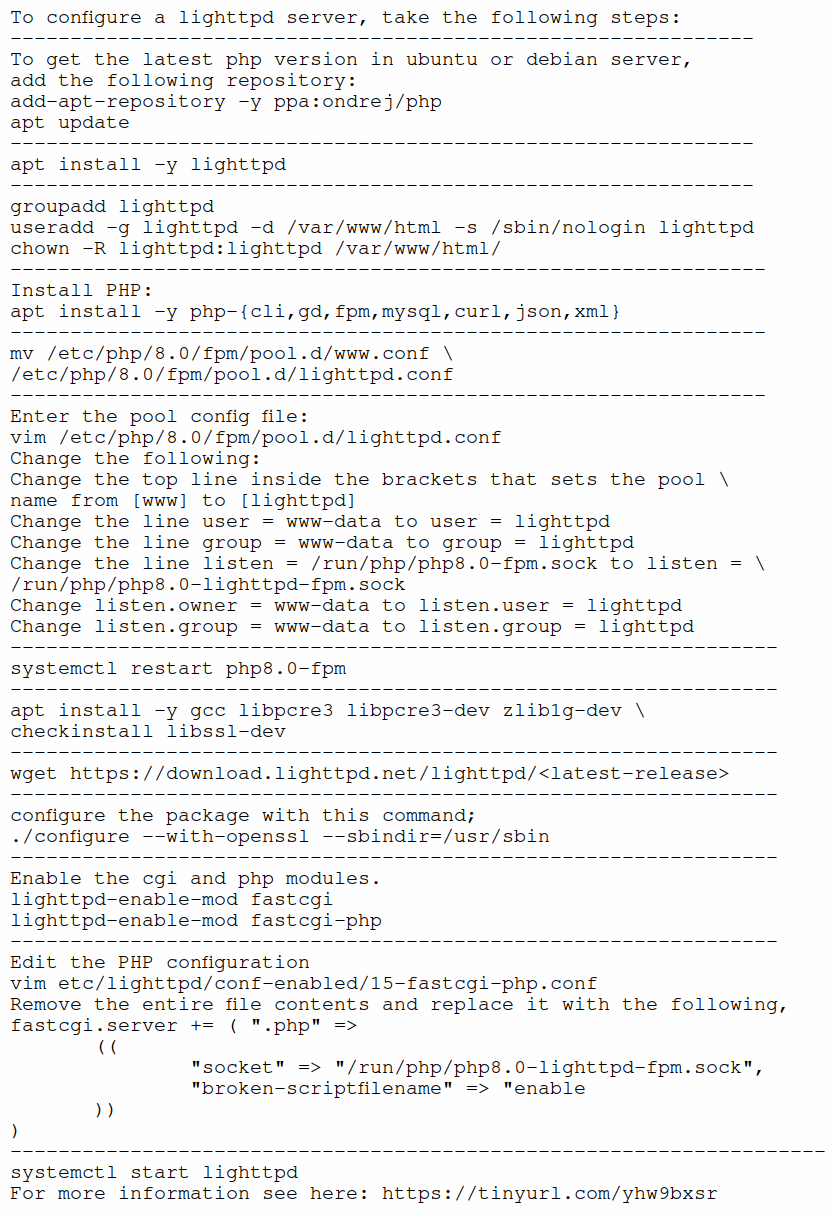 To configure a lighttpd server, take the following steps:
--------------------------------------------------------------
To get the latest php version in ubuntu or debian server,
add the following repository:
add-apt-repository -y ppa:ondrej/php
apt update
--------------------------------------------------------------
apt install -y lighttpd
--------------------------------------------------------------
groupadd lighttpd
useradd -g lighttpd -d /var/www/html -s /sbin/nologin lighttpd
chown -R lighttpd:lighttpd /var/www/html/
---------------------------------------------------------------
Install PHP:
apt install -y php-{cli,gd,fpm,mysql,curl,json,xml}
---------------------------------------------------------------
mv /etc/php/8.0/fpm/pool.d/www.conf \
/etc/php/8.0/fpm/pool.d/lighttpd.conf
---------------------------------------------------------------
Enter the pool config file:
vim /etc/php/8.0/fpm/pool.d/lighttpd.conf
Change the following:
Change the top line inside the brackets that sets the pool \
name from [www] to [lighttpd]
Change the line user = www-data to user = lighttpd
Change the line group = www-data to group = lighttpd
Change the line listen = /run/php/php8.0-fpm.sock to listen = \
/run/php/php8.0-lighttpd-fpm.sock
Change listen.owner = www-data to listen.user = lighttpd
Change listen.group = www-data to listen.group = lighttpd
----------------------------------------------------------------
systemctl restart php8.0-fpm
----------------------------------------------------------------
apt install -y gcc libpcre3 libpcre3-dev zlib1g-dev \
checkinstall libssl-dev
----------------------------------------------------------------
wget https://download.lighttpd.net/lighttpd/<latest-release>
----------------------------------------------------------------
configure the package with this command;
./configure --with-openssl --sbindir=/usr/sbin
----------------------------------------------------------------
Enable the cgi and php modules.
lighttpd-enable-mod fastcgi
lighttpd-enable-mod fastcgi-php
----------------------------------------------------------------
Edit the PHP configuration
vim etc/lighttpd/conf-enabled/15-fastcgi-php.conf
Remove the entire file contents and replace it with the following,
fastcgi.server += ( ".php" =>
       ((
               "socket" => "/run/php/php8.0-lighttpd-fpm.sock",
               "broken-scriptfilename" => "enable
       ))
)
--------------------------------------------------------------------
systemctl start lighttpd
For more information see here: https://tinyurl.com/yhw9bxsr